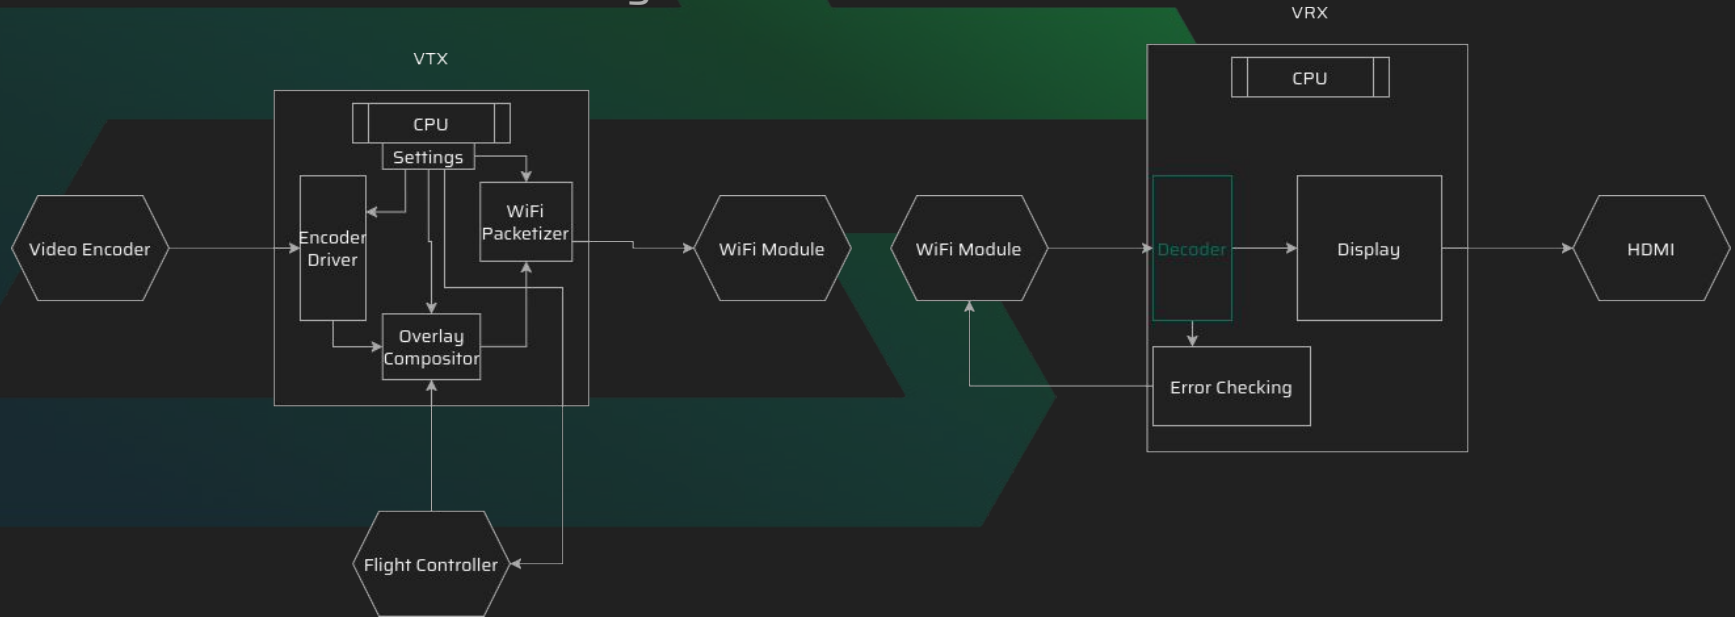 VTX
VRX
CPU
Settings
Encoder
Driver
WiFi
Packetizer
Overlay
Compositor
Video Encoder
Flight Controller
WiFi Module
WiFi Module
CPU
Decoder
Display
Error Checking
HDMI